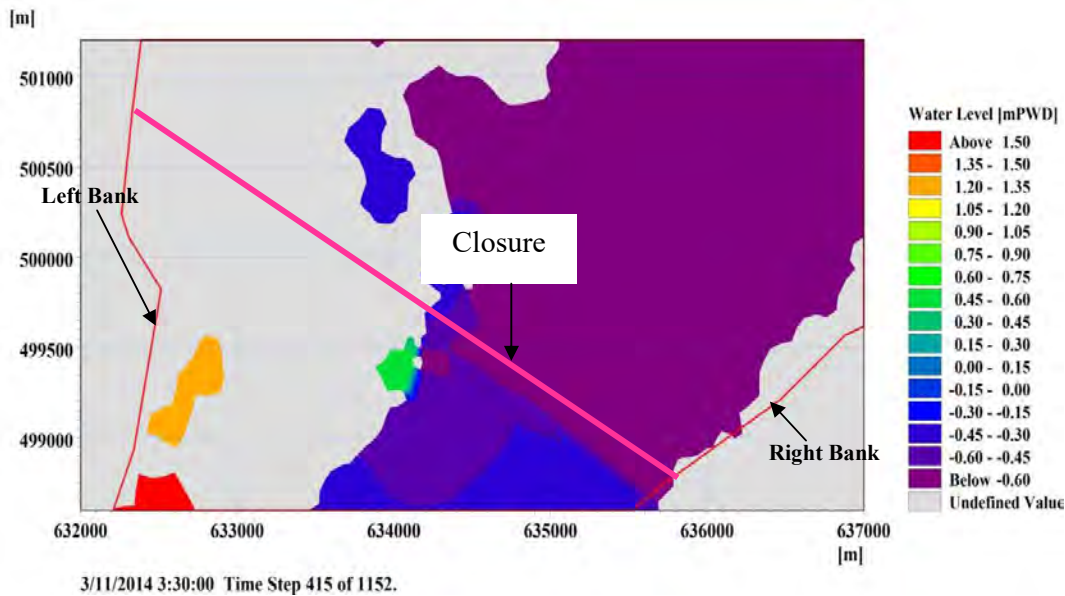 [m]
501000
500500
500000
499500
499000
632000 633000 634000 635000 636000 637000
[m]
Left Bank
Closure
Right Bank
Water Level [mPWD]
Above 1.50
1.35 - 1.50
1.20 - 1.35
1.05 - 1.20
0.90 - 1.05
0.75 - 0.90
0.60 - 0.75
0.45 - 0.60
0.30 - 0.45
0.15 - 0.30
0.00 - 0.15
-0.15 - 0.00
-0.30 - -0.15
-0.45 - -0.30
-0.60 - -0.45
Below -0.60
Undefined Value
3/11/2014 3:30:00 Time Step 415 of 1152.